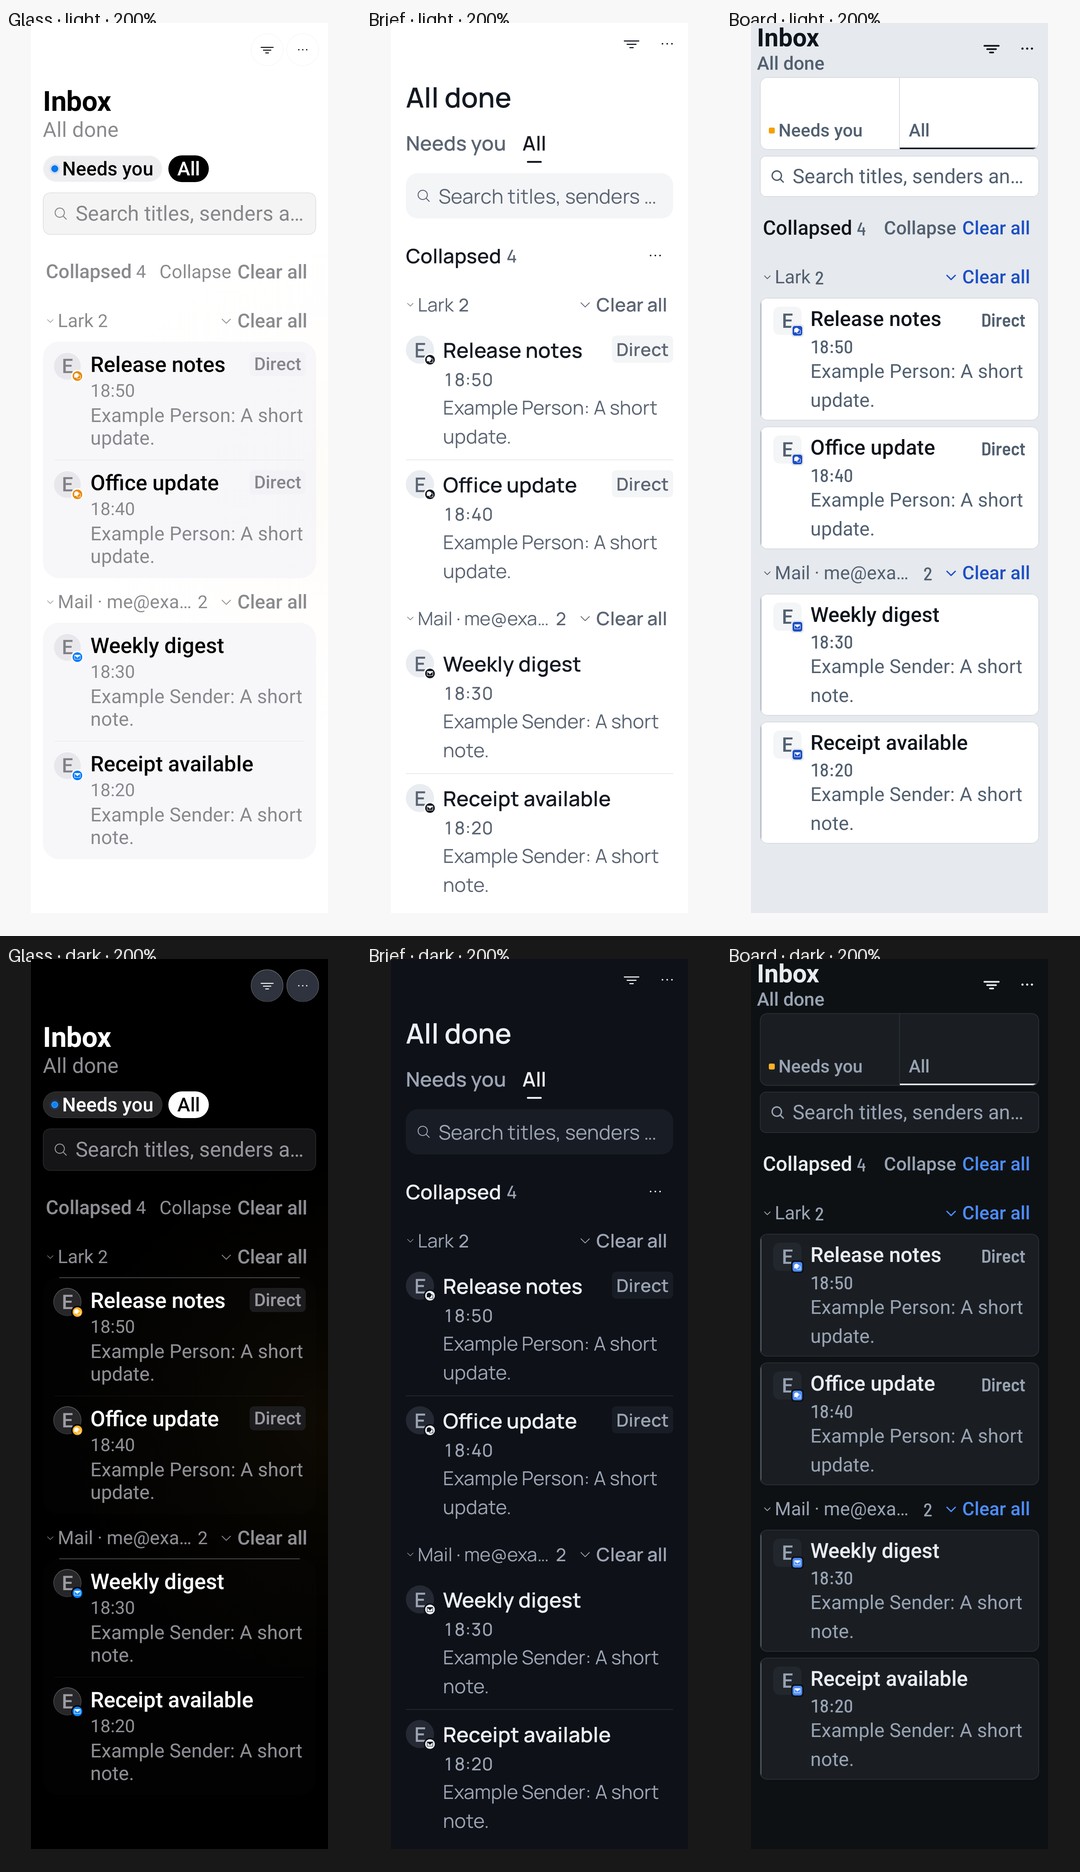 Glass · light · 200%
Inbox
All done
Needs you
All
Search titles, senders a...
Collapsed 4 Collapse Clear all
Lark 2 Clear all
E Release notes Direct
18:50
Example Person: A short
update.
E Office update Direct
18:40
Example Person: A short
update.
Mail · me@exa... 2 Clear all
E Weekly digest
18:30
Example Sender: A short
note.
E Receipt available
18:20
Example Sender: A short
note.
Brief · light · 200%
All done
Needs you All
Search titles, senders ...
Collapsed 4
Lark 2 Clear all
E Release notes Direct
18:50
Example Person: A short
update.
E Office update Direct
18:40
Example Person: A short
update.
Mail · me@exa... 2 Clear all
E Weekly digest
18:30
Example Sender: A short
note.
E Receipt available
18:20
Example Sender: A short
note.
Board · light · 200%
Inbox
All done
Needs you All
Search titles, senders an...
Collapsed 4 Collapse Clear all
Lark 2 Clear all
E Release notes Direct
18:50
Example Person: A short
update.
E Office update Direct
18:40
Example Person: A short
update.
Mail · me@exa... 2 Clear all
E Weekly digest
18:30
Example Sender: A short
note.
E Receipt available
18:20
Example Sender: A short
note.
Glass · dark · 200%
Inbox
All done
Needs you All
Search titles, senders a...
Collapsed 4 Collapse Clear all
Lark 2 Clear all
E Release notes Direct
18:50
Example Person: A short
update.
E Office update Direct
18:40
Example Person: A short
update.
Mail · me@exa... 2 Clear all
E Weekly digest
18:30
Example Sender: A short
note.
E Receipt available
18:20
Example Sender: A short
note.
Brief · dark · 200%
All done
Needs you All
Search titles, senders ...
Collapsed 4
Lark 2 Clear all
E Release notes Direct
18:50
Example Person: A short
update.
E Office update Direct
18:40
Example Person: A short
update.
Mail · me@exa... 2 Clear all
E Weekly digest
18:30
Example Sender: A short
note.
E Receipt available
18:20
Example Sender: A short
note.
Board · dark · 200%
Inbox
All done
Needs you All
Search titles, senders an...
Collapsed 4 Collapse Clear all
Lark 2 Clear all
E Release notes Direct
18:50
Example Person: A short
update.
E Office update Direct
18:40
Example Person: A short
update.
Mail · me@exa... 2 Clear all
E Weekly digest
18:30
Example Sender: A short
note.
E Receipt available
18:20
Example Sender: A short
note.